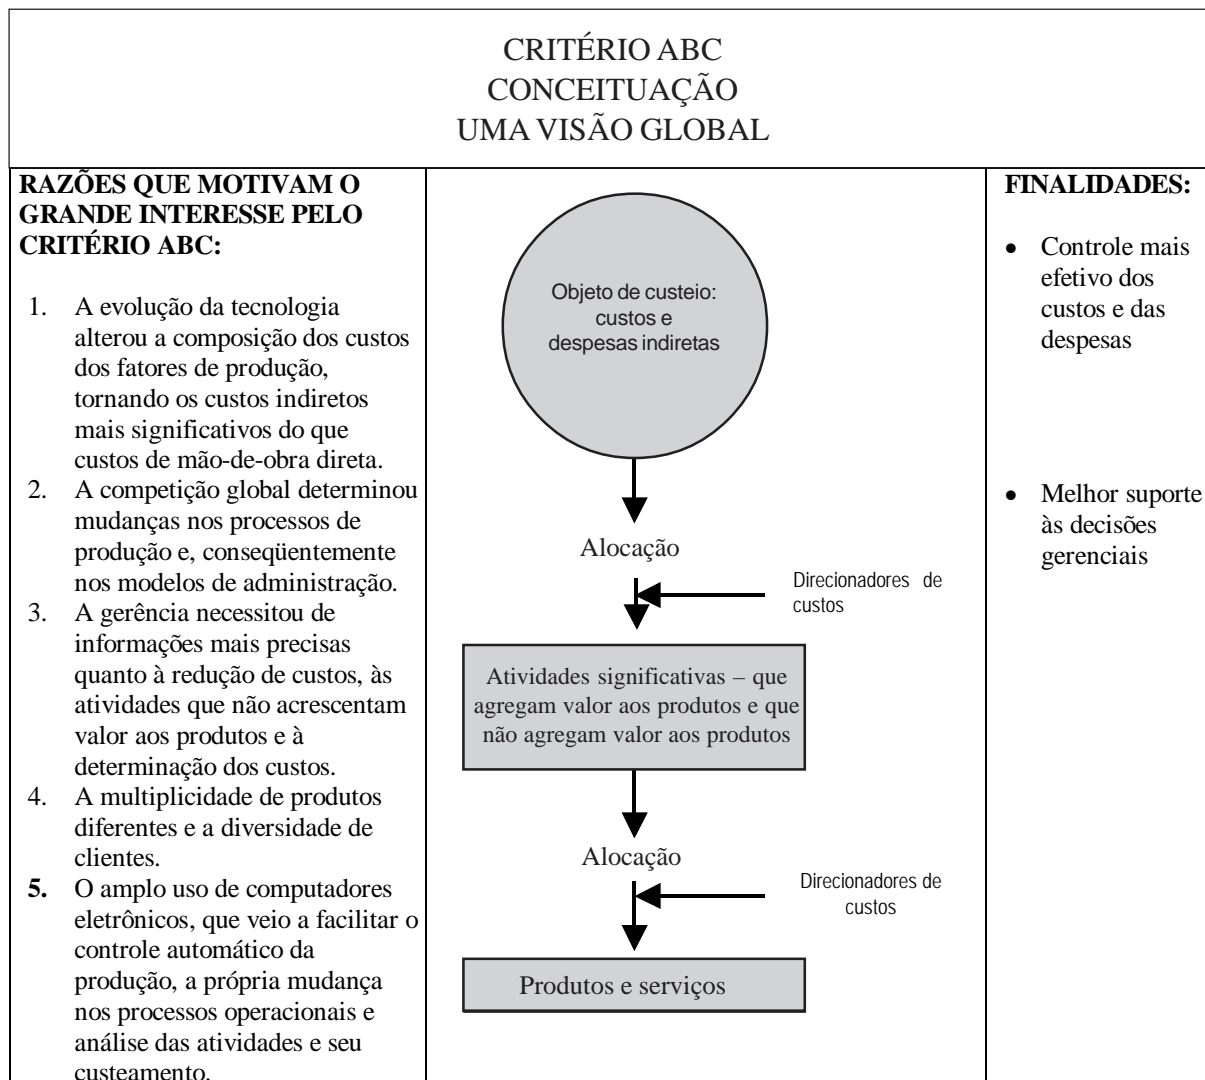 CRITÉRIO ABC
CONCEITUAÇÃO
UMA VISÃO GLOBAL
RAZÕES QUE MOTIVAM O
GRANDE INTERESSE PELO
CRITÉRIO ABC:
1. A evolução da tecnologia
alterou a composição dos custos
dos fatores de produção,
tornando os custos indiretos
mais significativos do que
custos de mão-de-obra direta.
2. A competição global determinou
mudanças nos processos de
produção e, conseqüentemente
nos modelos de administração.
3. A gerência necessitou de
informações mais precisas
quanto à redução de custos, às
atividades que não acrescentam
valor aos produtos e à
determinação dos custos.
4. A multiplicidade de produtos
diferentes e a diversidade de
clientes.
5. O amplo uso de computadores
eletrônicos, que veio a facilitar o
controle automático da
produção, a própria mudança
nos processos operacionais e
análise das atividades e seu
custeamento.
Objeto de custeio:
custos e
despesas indiretas
Alocação
Direcionadores de
custos
Atividades significativas – que
agregam valor aos produtos e que
não agregam valor aos produtos
Alocação
Direcionadores de
custos
Produtos e serviços
FINALIDADES:
• Controle mais
efetivo dos
custos e das
despesas
• Melhor suporte
às decisões
gerenciais